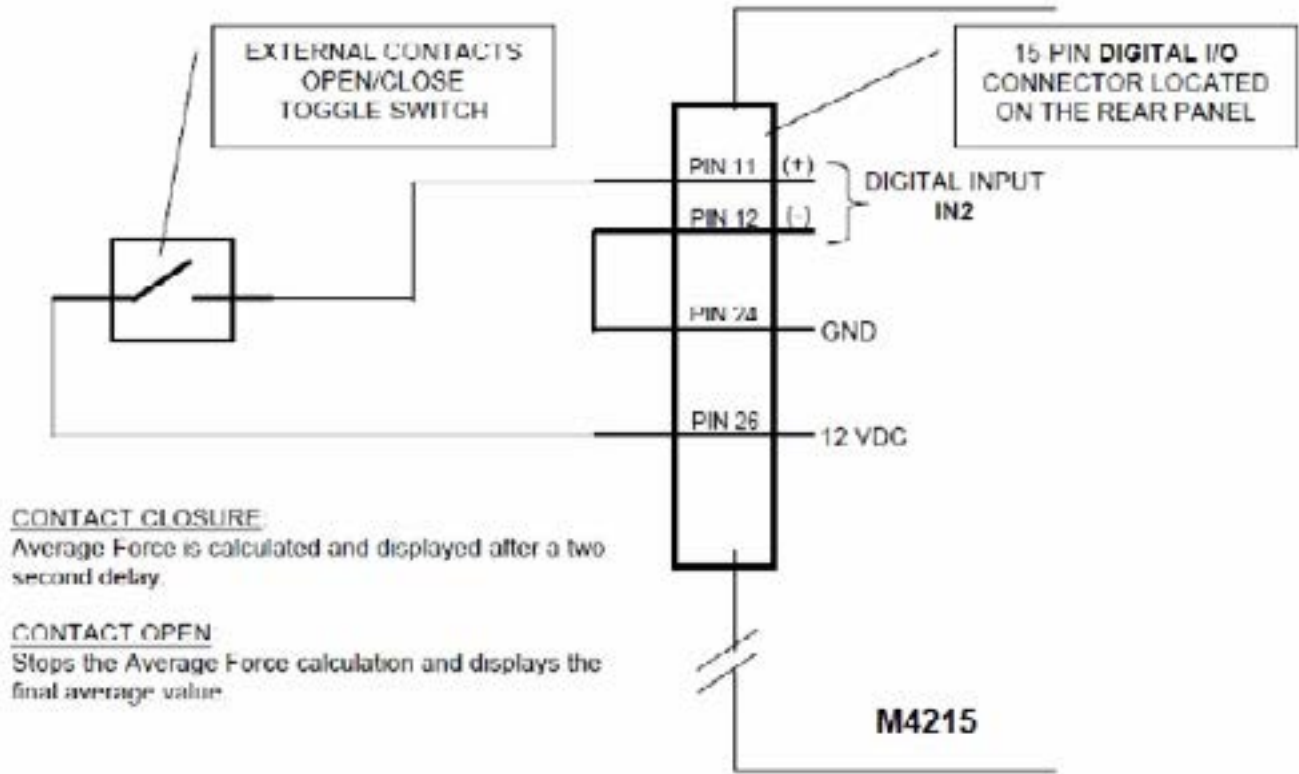 EXTERNAL CONTACTS
OPEN/CLOSE
TOGGLE SWITCH
15 PIN DIGITAL I/O
CONNECTOR LOCATED
ON THE REAR PANEL
PIN 11 (+)
DIGITAL INPUT
IN2
PIN 12 (-)
PIN 24
GND
PIN 26
12 VDC
CONTACT CLOSURE
Average Force is calculated and displayed after a two
second delay.
CONTACT OPEN
Stops the Average Force calculation and displays the
final average value
M4215